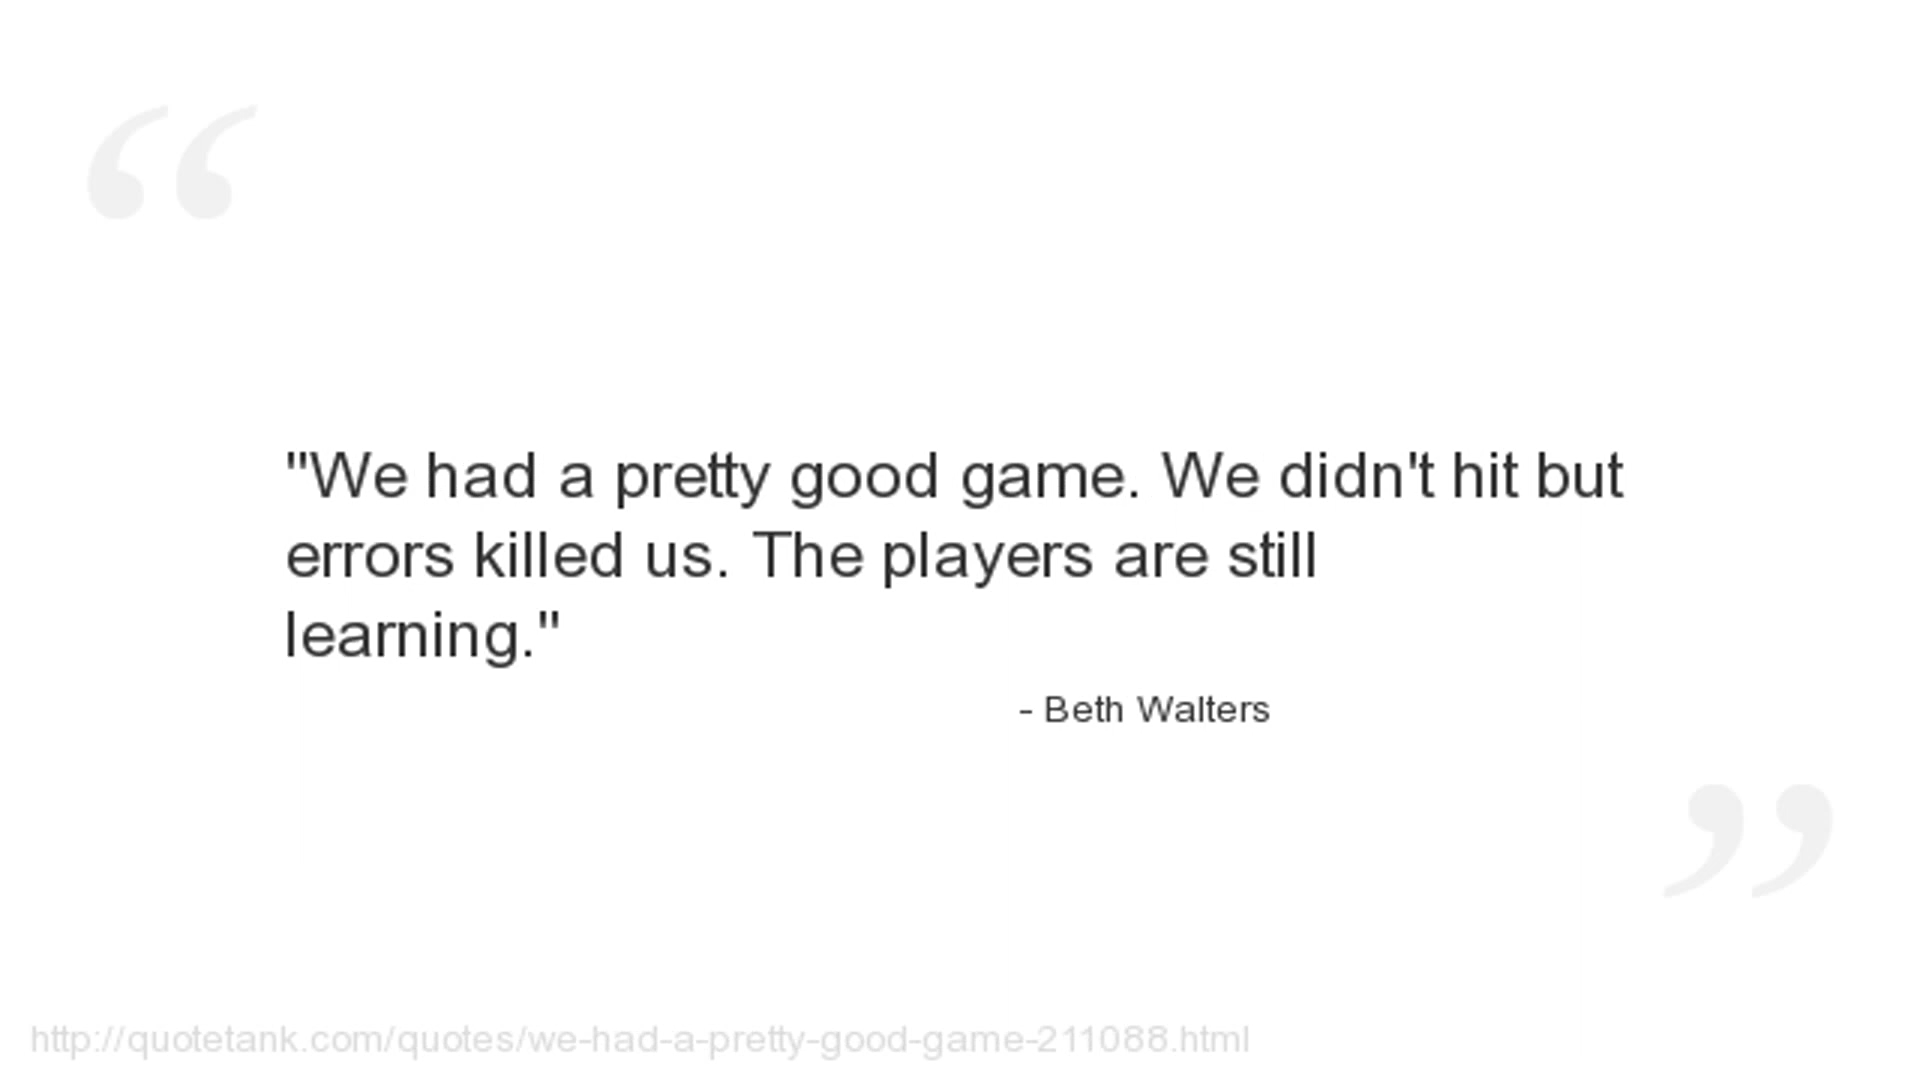 "We had a pretty good game. We didn't hit but
errors killed us. The players are still
learning."
- Beth Walters
http://quotetank.com/quotes/we-had-a-pretty-good-game-211088.html